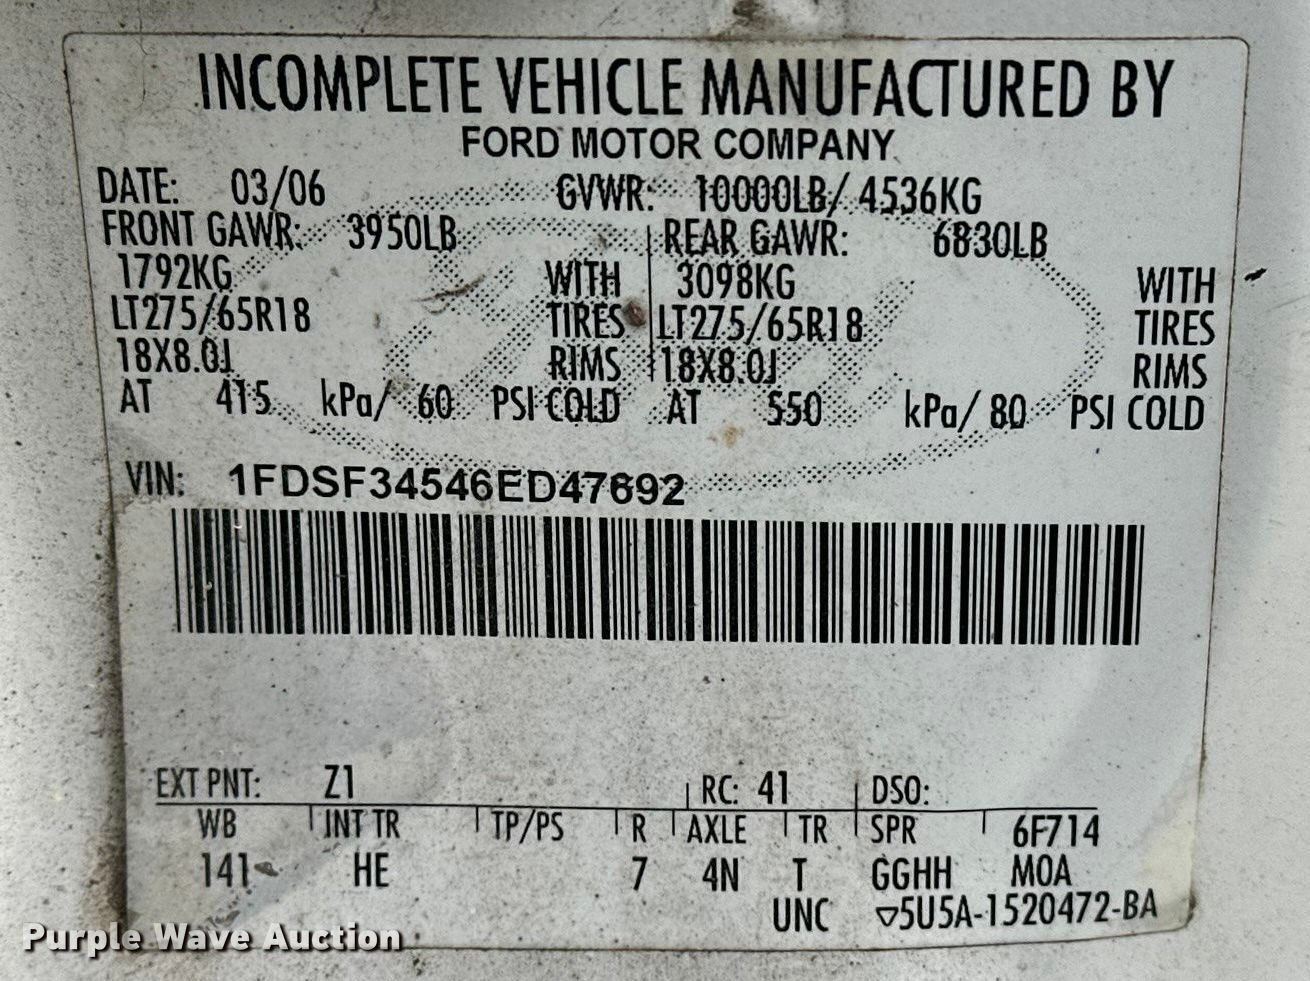 INCOMPLETE VEHICLE MANUFACTURED BY
FORD MOTOR COMPANY
DATE: 03/06 GVWR: 10000LB/ 4536KG
FRONT GAWR: 3950LB REAR GAWR: 6830LB
1792KG WITH 3098KG WITH
LT275/65R18 TIRES LT275/65R18 TIRES
18X8.0J RIMS 18X8.0J RIMS
AT 415 kPa/ 60 PSI COLD AT 550 kPa/ 80 PSI COLD
VIN: 1FDSF34546ED47692
EXT PNT: Z1 RC: 41 DSO:
WB INT TR TP/PS R AXLE TR SPR 6F714
141 HE 7 4N T GGHH MOA
UNC ▽5U5A-1520472-BA
Purple Wave Auction